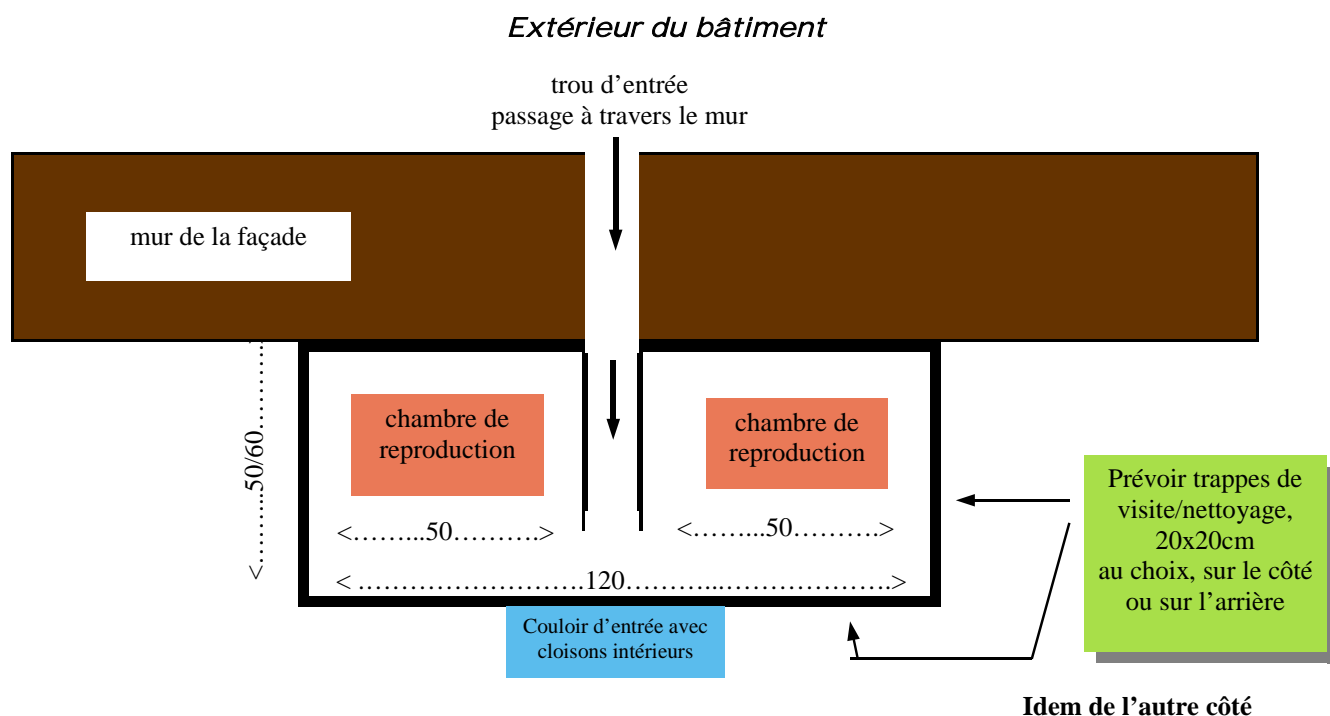 Extérieur du bâtiment
trou d’entrée
passage à travers le mur
mur de la façade
<………50/60………
chambre de
reproduction
chambre de
reproduction
<……...50……….>
<……...50……….>
< …………………….120………..……………….>
Couloir d’entrée avec
cloisons intérieurs
Prévoir trappes de
visite/nettoyage,
20x20cm
au choix, sur le côté
ou sur l’arrière
Idem de l’autre côté